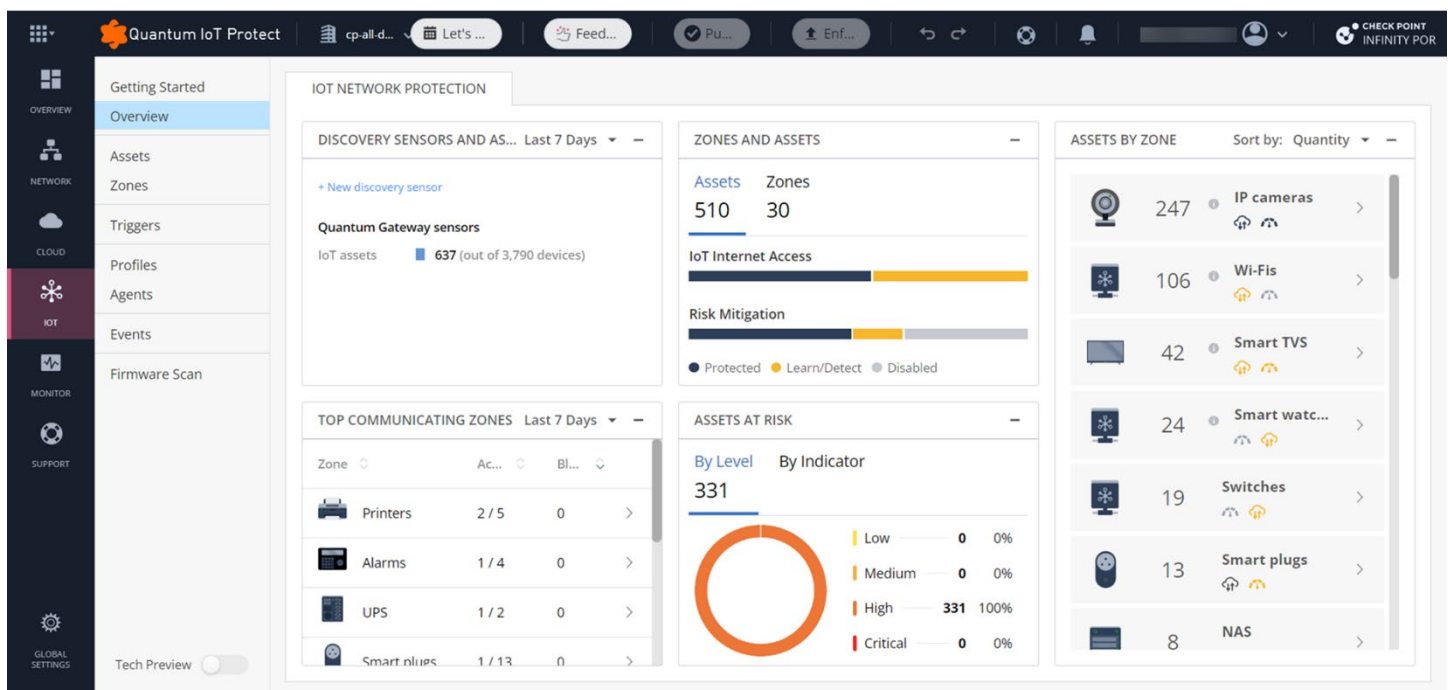 Quantum IoT Protect
cp-all-d...
Let's ...
Feed...
Pu...
Enf...
CHECK POINT
INFINITY POR
OVERVIEW
NETWORK
CLOUD
IOT
MONITOR
SUPPORT
GLOBAL
SETTINGS
Getting Started
Overview
Assets
Zones
Triggers
Profiles
Agents
Events
Firmware Scan
Tech Preview
IOT NETWORK PROTECTION
DISCOVERY SENSORS AND AS... Last 7 Days
+ New discovery sensor
Quantum Gateway sensors
IoT assets 637 (out of 3,790 devices)
ZONES AND ASSETS
Assets Zones
510 30
IoT Internet Access
Risk Mitigation
Protected Learn/Detect Disabled
ASSETS BY ZONE Sort by: Quantity
247 IP cameras
106 Wi-Fis
42 Smart TVS
24 Smart watc...
19 Switches
13 Smart plugs
8 NAS
TOP COMMUNICATING ZONES Last 7 Days
Zone Ac... Bl...
Printers 2 / 5 0
Alarms 1 / 4 0
UPS 1 / 2 0
Smart plugs 1 / 13 0
ASSETS AT RISK
By Level By Indicator
331
Low 0 0%
Medium 0 0%
High 331 100%
Critical 0 0%